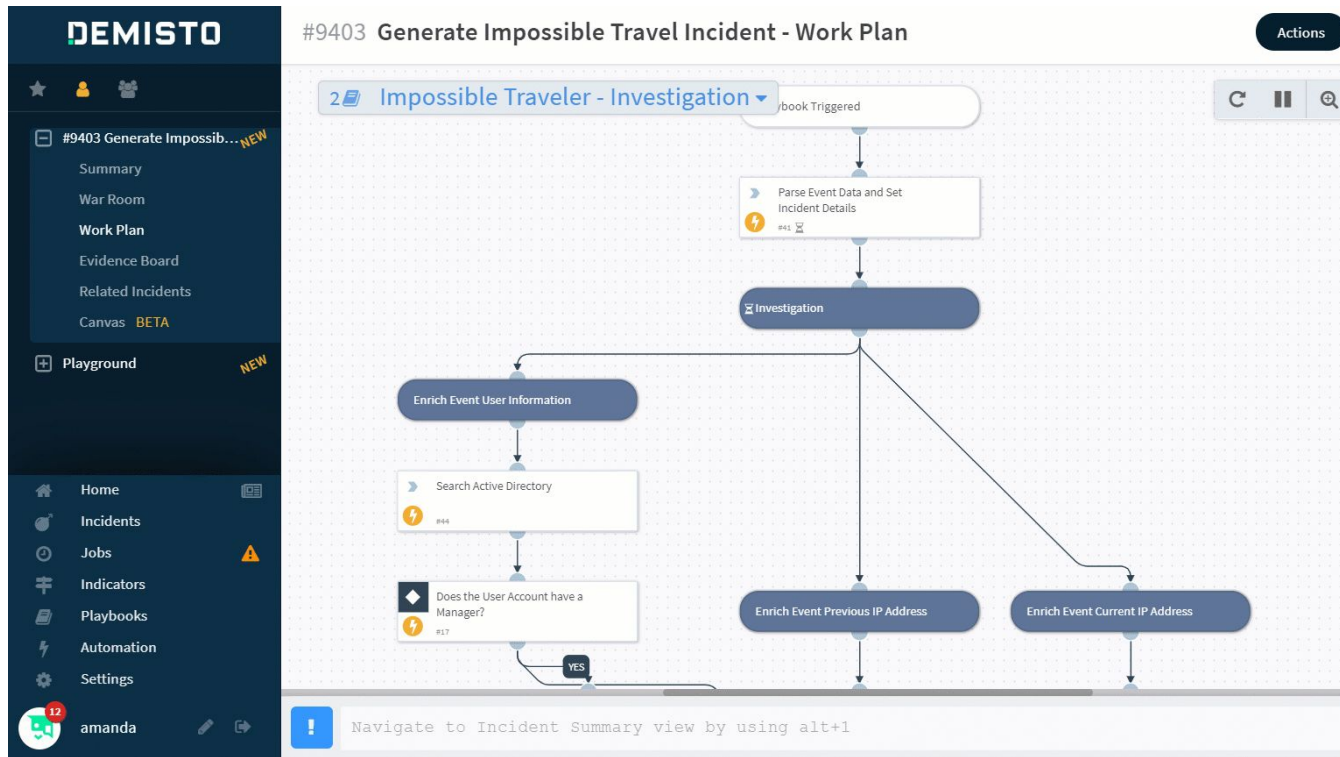 DEMISTO
#9403 Generate Impossible Travel Incident - Work Plan
Actions
#9403 Generate Impossib... NEW
Summary
War Room
Work Plan
Evidence Board
Related Incidents
Canvas BETA
Playground NEW
Home
Incidents
Jobs
Indicators
Playbooks
Automation
Settings
12
amanda
2 Impossible Traveler - Investigation
ybook Triggered
Parse Event Data and Set
Incident Details
#41
Investigation
Enrich Event User Information
Search Active Directory
#44
Does the User Account have a
Manager?
#17
YES
Enrich Event Previous IP Address
Enrich Event Current IP Address
! Navigate to Incident Summary view by using alt+1